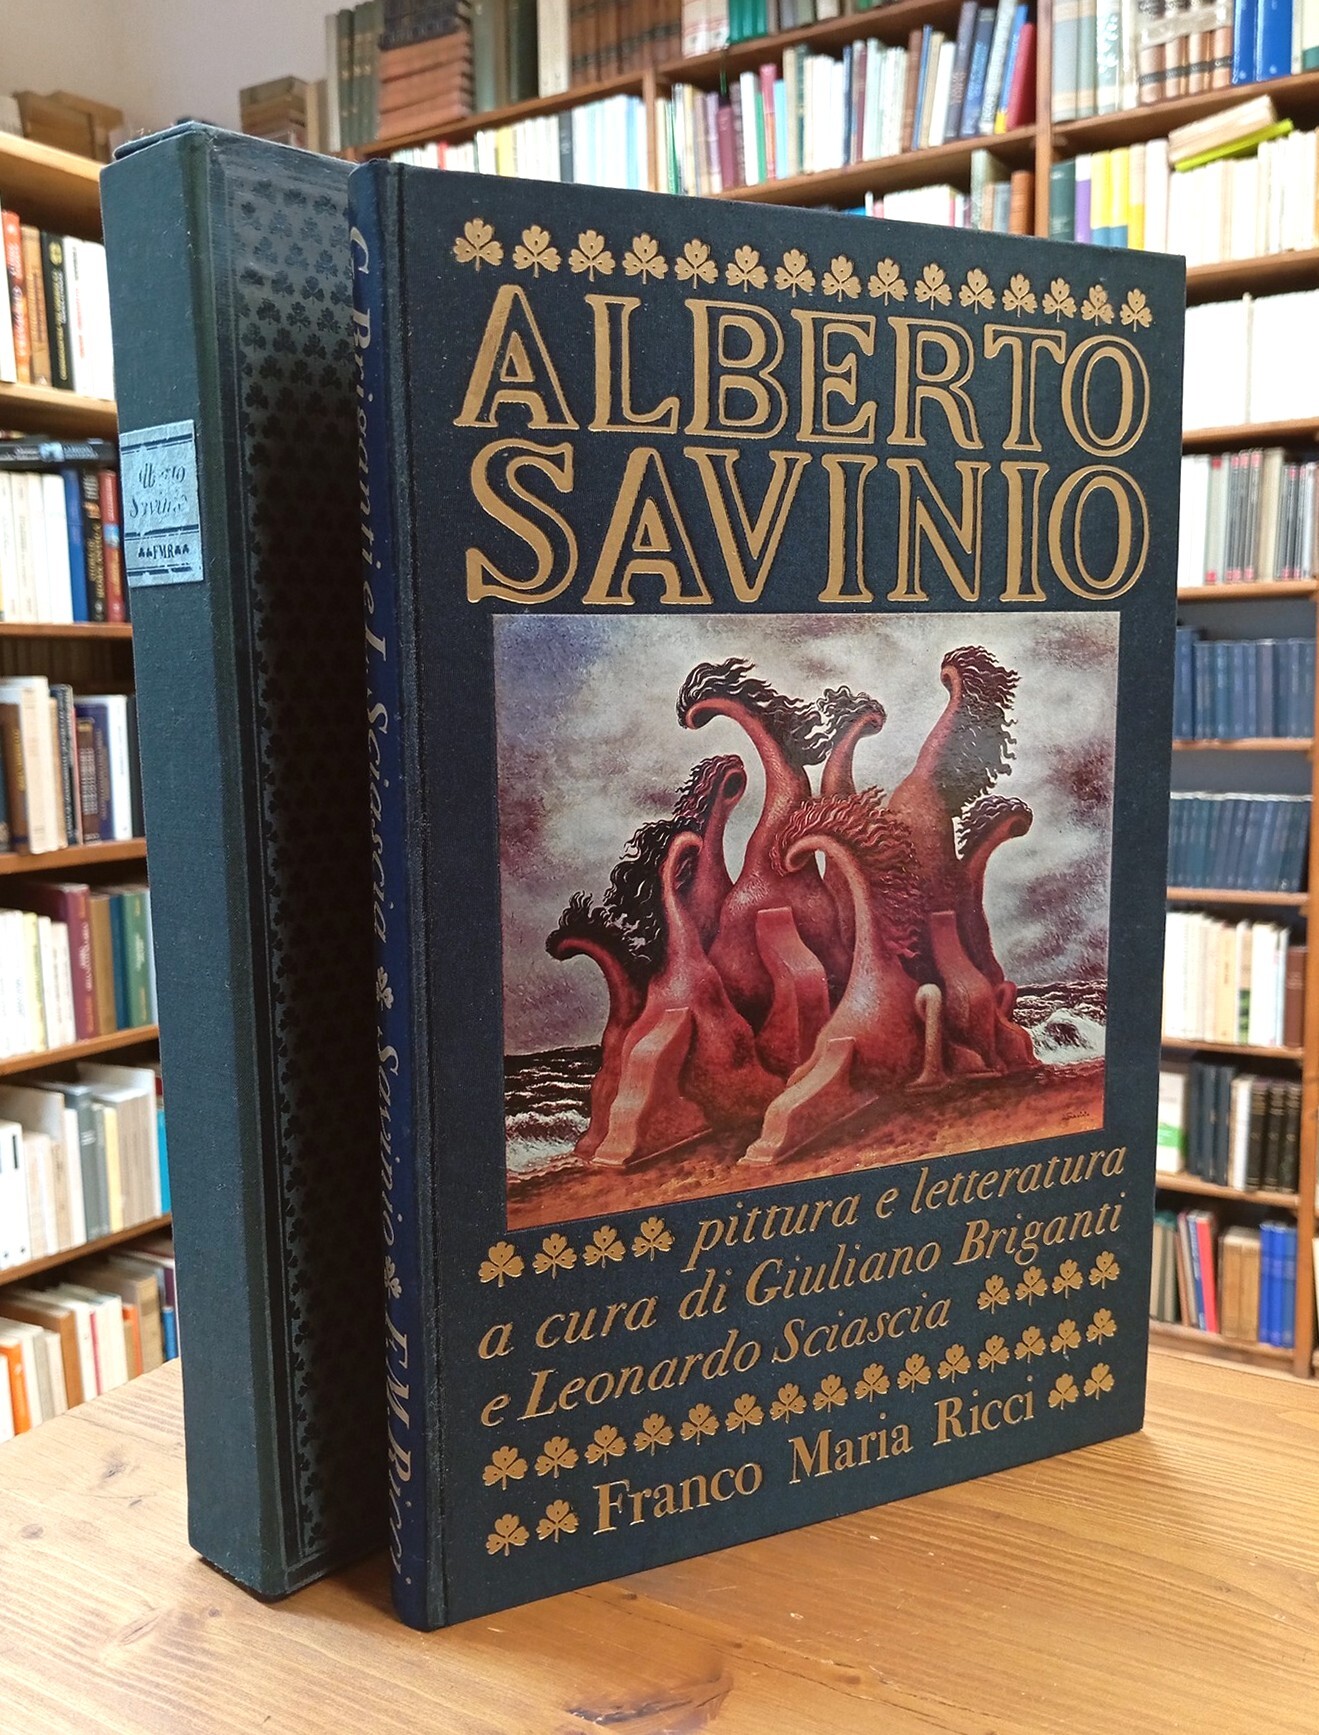 Alberto
Savinio
FMR
G. Briganti e L. Sciascia Savinio F.M. Ricci
ALBERTO
SAVINIO
pittura e letteratura
a cura di Giuliano Briganti
e Leonardo Sciascia
Franco Maria Ricci